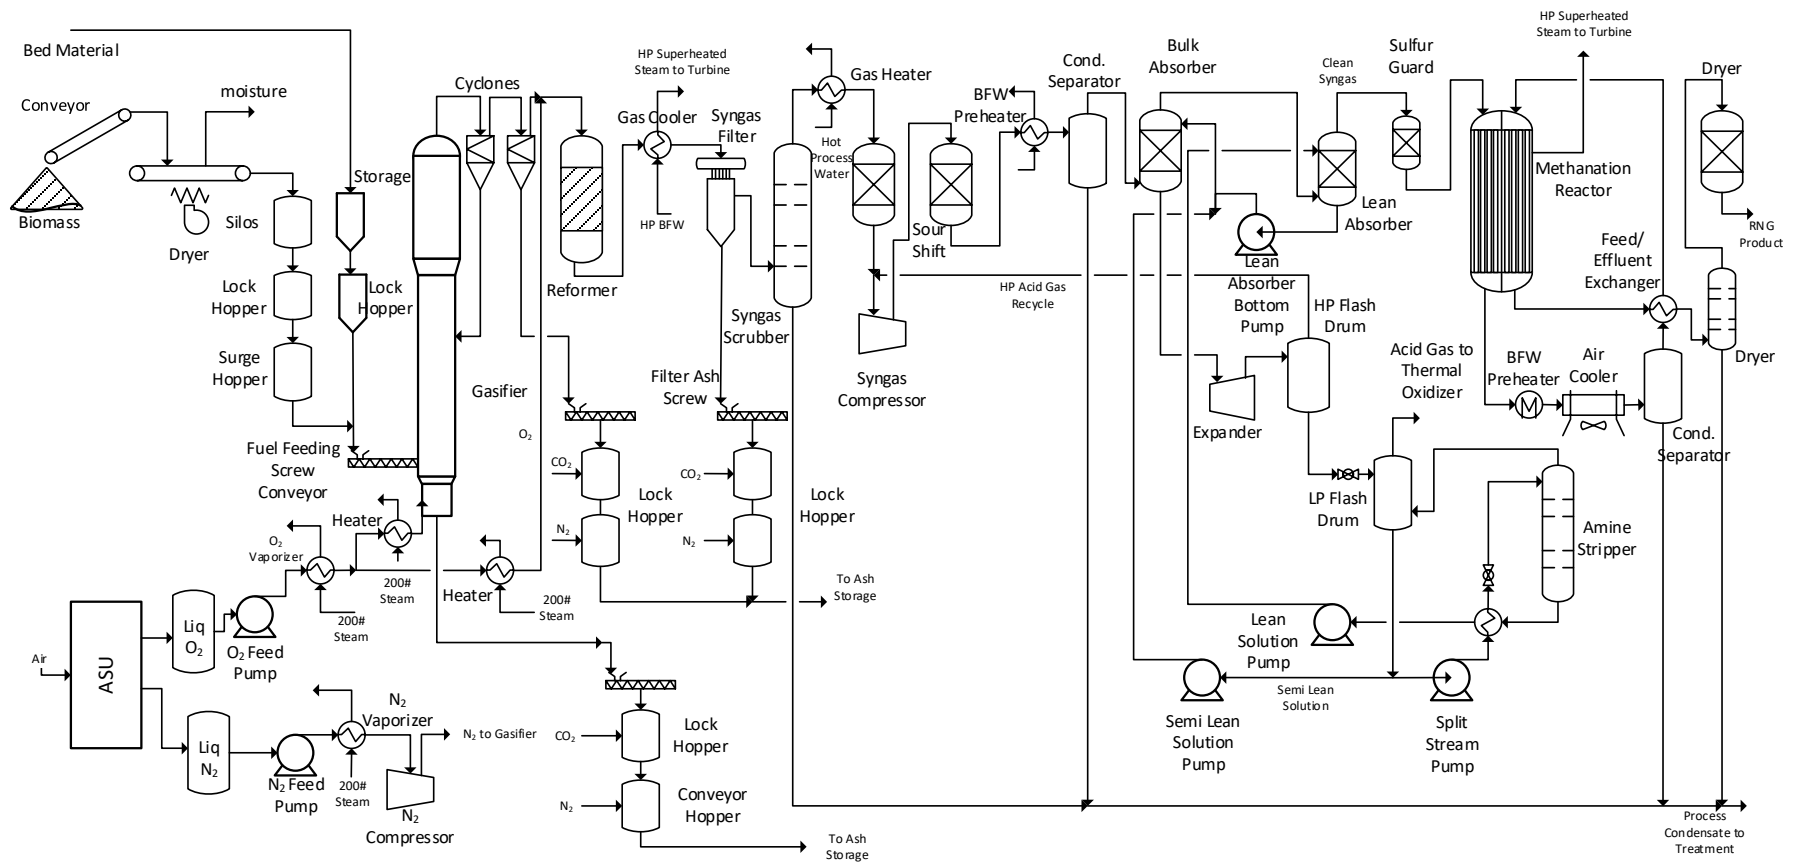 Bed Material
Conveyor
moisture
Biomass
Dryer
Silos
Lock
Hopper
Surge
Hopper
Storage
Lock
Hopper
Fuel Feeding
Screw
Conveyor
Cyclones
Gasifier
O₂
HP Superheated
Steam to Turbine
Gas Cooler
HP BFW
Reformer
Syngas
Filter
Syngas
Scrubber
Filter Ash
Screw
Gas Heater
Hot
Process
Water
Sour
Shift
Syngas
Compressor
BFW
Preheater
Cond.
Separator
HP Acid Gas
Recycle
Bulk
Absorber
Clean
Syngas
Lean
Absorber
Lean
Absorber
Bottom
Pump
HP Flash
Drum
Expander
Sulfur
Guard
HP Superheated
Steam to Turbine
Methanation
Reactor
Feed/
Effluent
Exchanger
Dryer
RNG
Product
Dryer
BFW
Preheater
Air
Cooler
Cond.
Separator
Acid Gas to
Thermal
Oxidizer
LP Flash
Drum
Amine
Stripper
Lean
Solution
Pump
Semi Lean
Solution
Semi Lean
Solution
Pump
Split
Stream
Pump
Process
Condensate to
Treatment
CO₂
N₂
Lock
Hopper
CO₂
N₂
Lock
Hopper
To Ash
Storage
Heater
O₂
Vaporizer
200#
Steam
200#
Steam
Heater
200#
Steam
Air
ASU
Liq
O₂
O₂ Feed
Pump
Liq
N₂
N₂ Feed
Pump
N₂
Vaporizer
200#
Steam
N₂
Compressor
N₂ to Gasifier
CO₂
Lock
Hopper
N₂
Conveyor
Hopper
To Ash
Storage